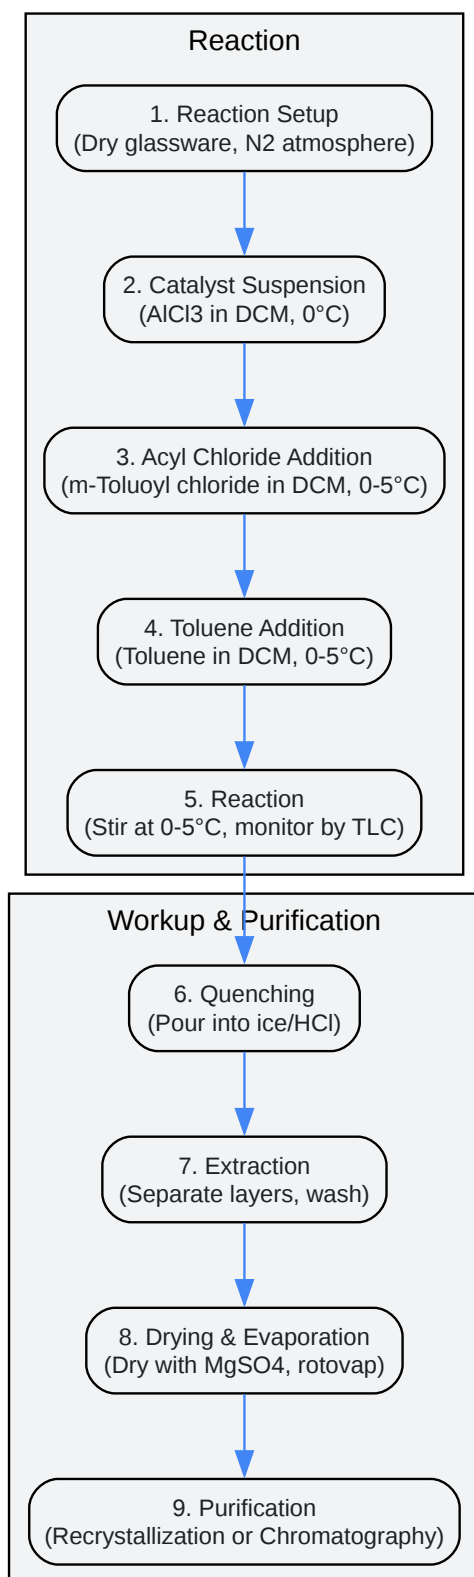 Reaction
1. Reaction Setup
(Dry glassware, N2 atmosphere)
2. Catalyst Suspension
(AlCl3 in DCM, 0°C)
3. Acyl Chloride Addition
(m-Toluoyl chloride in DCM, 0-5°C)
4. Toluene Addition
(Toluene in DCM, 0-5°C)
5. Reaction
(Stir at 0-5°C, monitor by TLC)
Workup & Purification
6. Quenching
(Pour into ice/HCl)
7. Extraction
(Separate layers, wash)
8. Drying & Evaporation
(Dry with MgSO4, rotovap)
9. Purification
(Recrystallization or Chromatography)